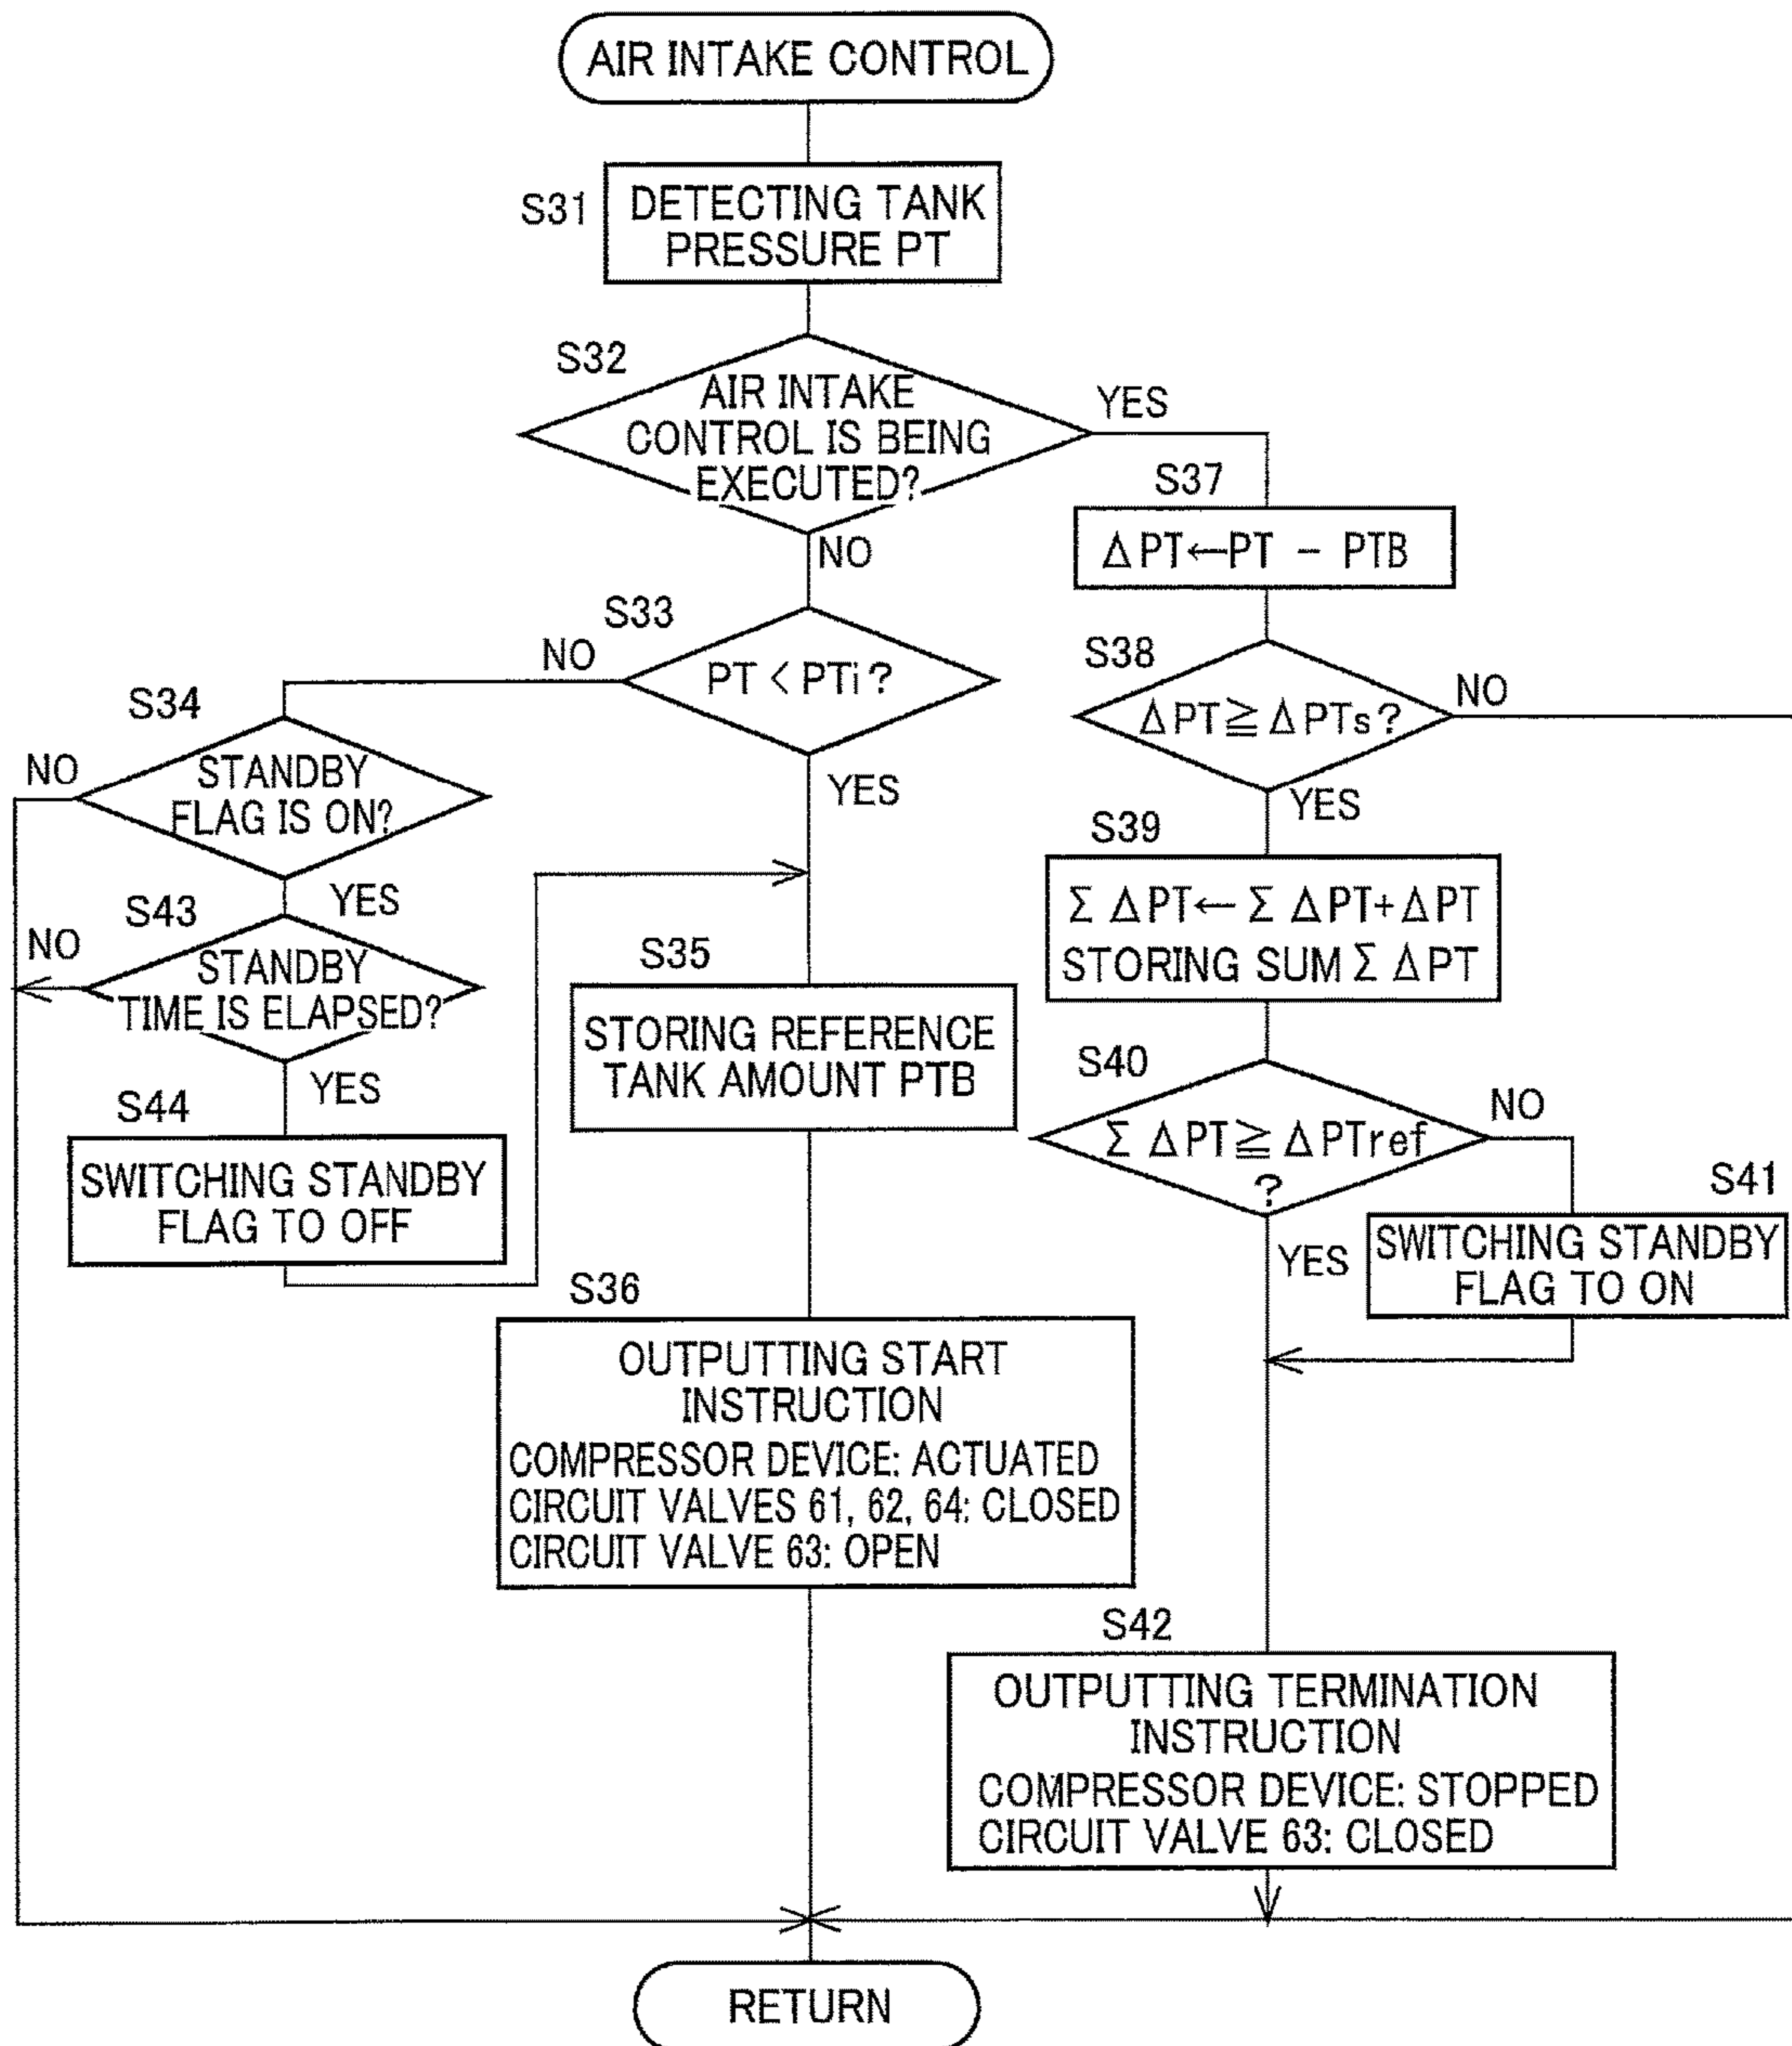 AIR INTAKE CONTROL
S31
DETECTING TANK
PRESSURE PT
S32
AIR INTAKE
CONTROL IS BEING
EXECUTED?
YES
NO
S33
PT < PTi?
NO
YES
S34
STANDBY
FLAG IS ON?
NO
YES
S43
STANDBY
TIME IS ELAPSED?
NO
YES
S44
SWITCHING STANDBY
FLAG TO OFF
S35
STORING REFERENCE
TANK AMOUNT PTB
S36
OUTPUTTING START
INSTRUCTION
COMPRESSOR DEVICE: ACTUATED
CIRCUIT VALVES 61, 62, 64: CLOSED
CIRCUIT VALVE 63: OPEN
S37
ΔPT←PT - PTB
S38
ΔPT≧ΔPTs?
NO
YES
S39
Σ ΔPT← Σ ΔPT+ΔPT
STORING SUM Σ ΔPT
S40
Σ ΔPT≧ΔPTref
?
NO
YES
S41
SWITCHING STANDBY
FLAG TO ON
S42
OUTPUTTING TERMINATION
INSTRUCTION
COMPRESSOR DEVICE: STOPPED
CIRCUIT VALVE 63: CLOSED
RETURN